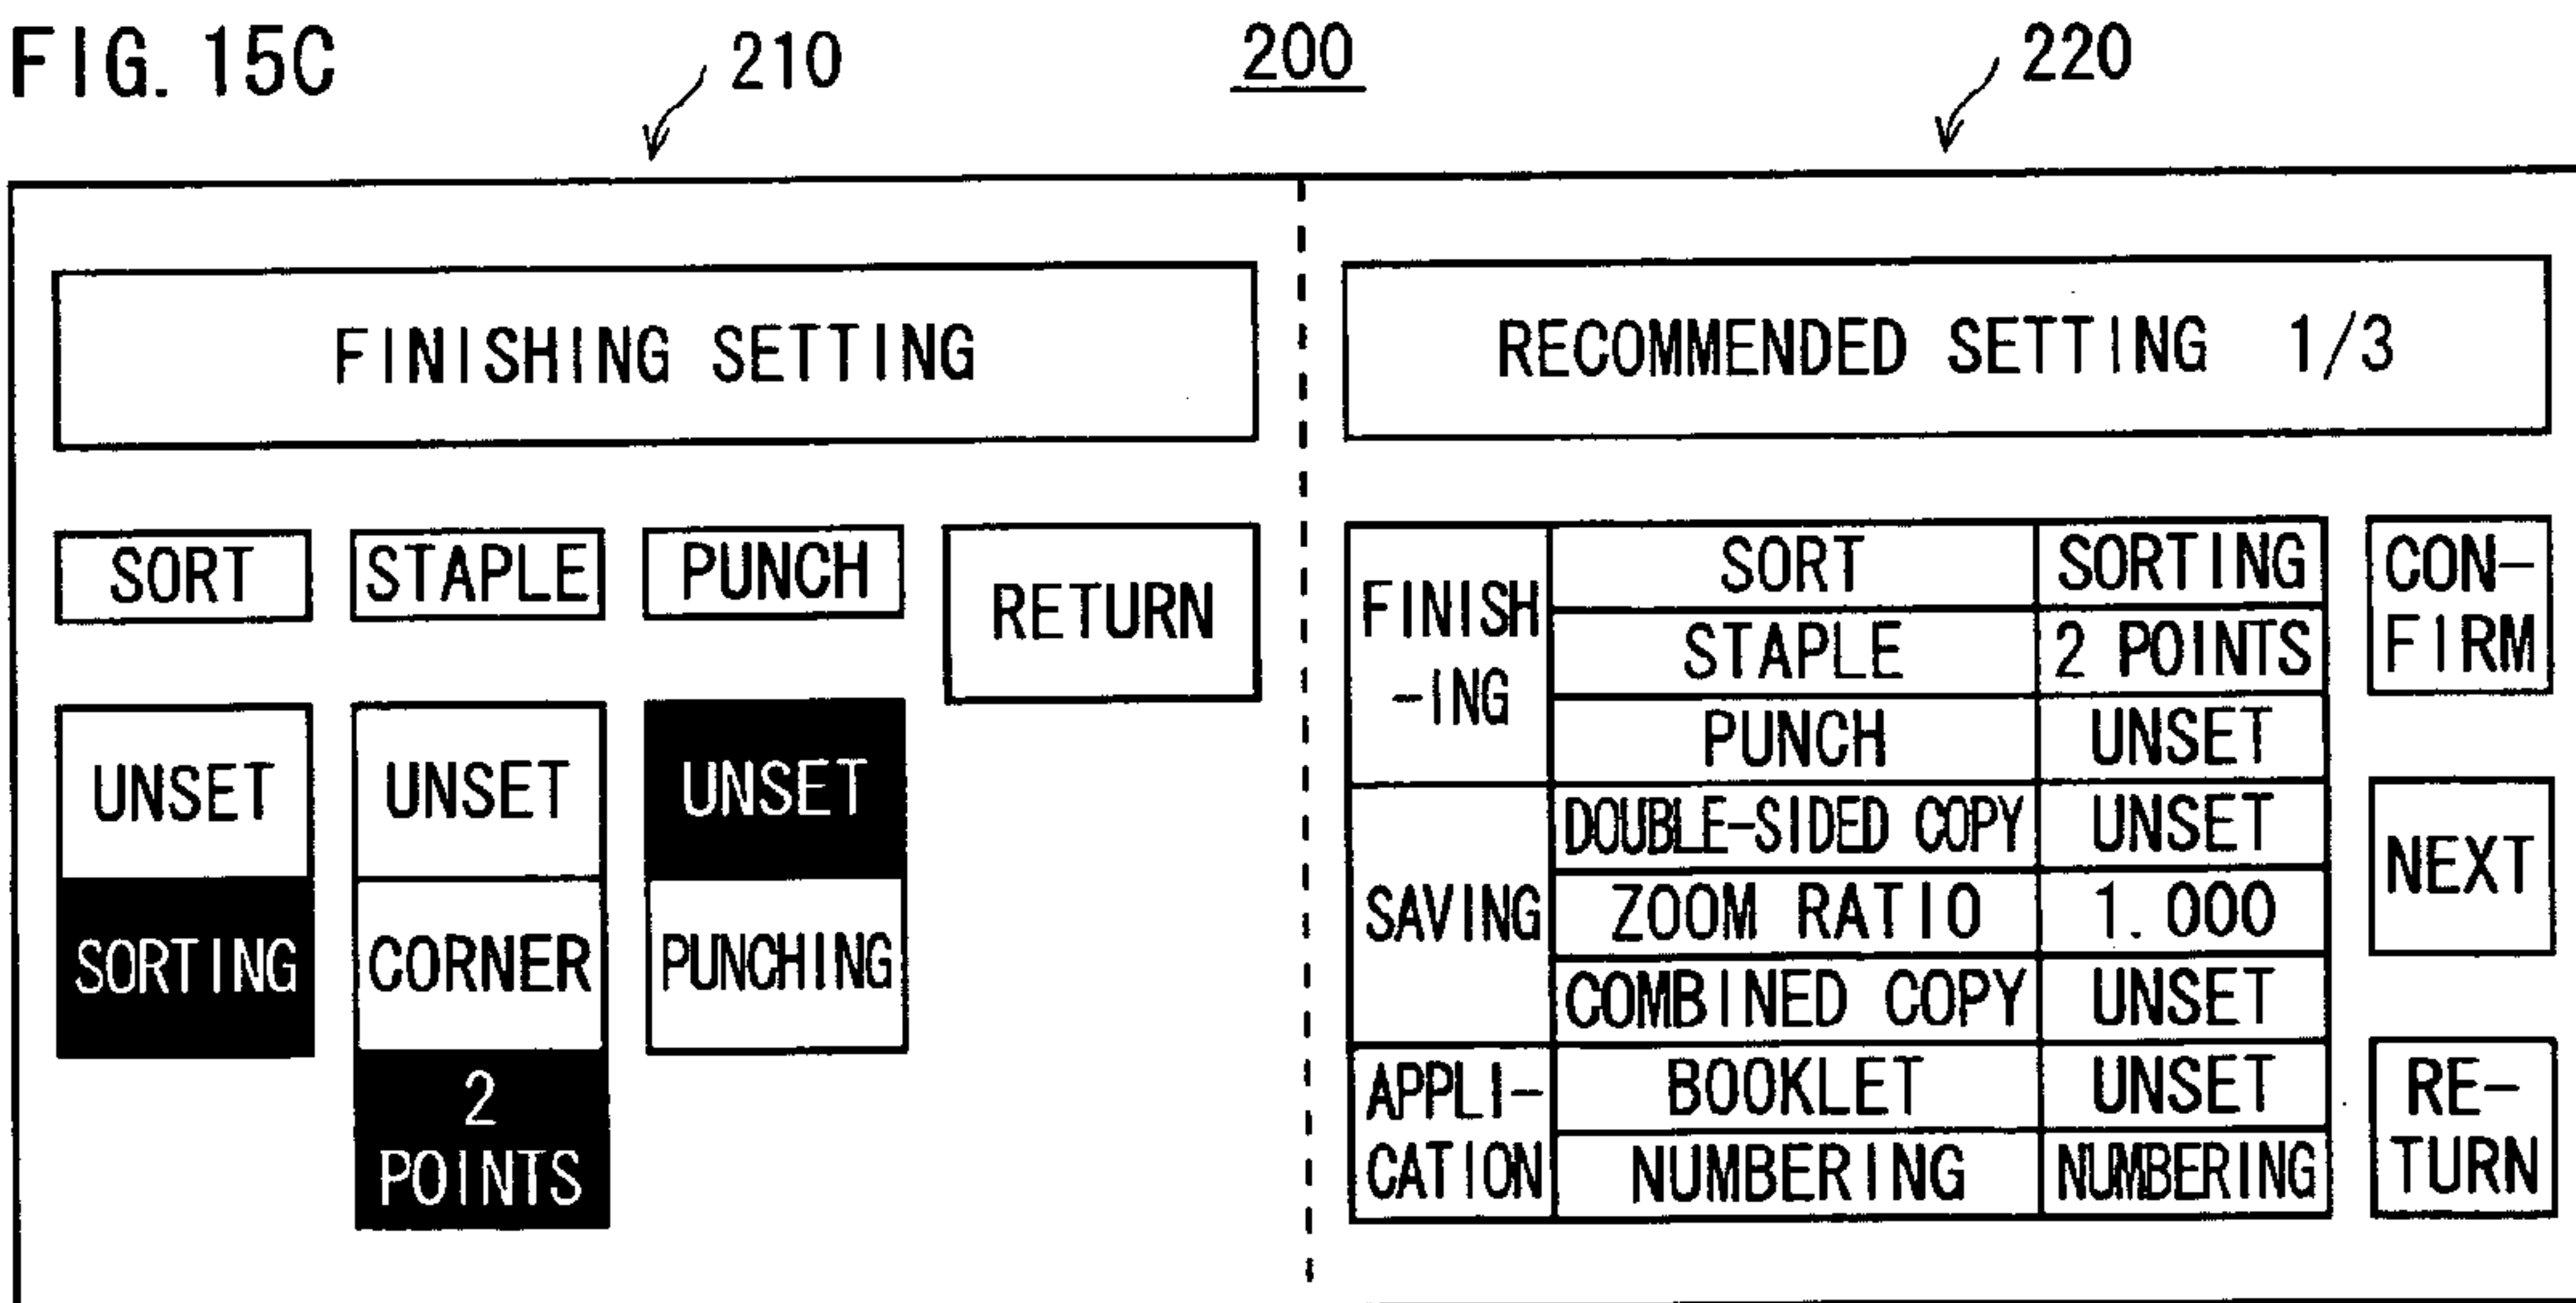 FIG. 15C
210
200
220
FINISHING SETTING
SORT STAPLE PUNCH RETURN
UNSET UNSET UNSET
SORTING CORNER PUNCHING
2
POINTS
RECOMMENDED SETTING 1/3
FINISH
-ING
SORT SORTING
STAPLE 2 POINTS
PUNCH UNSET
SAVING
DOUBLE-SIDED COPY UNSET
ZOOM RATIO 1.000
COMBINED COPY UNSET
APPLI-
CATION
BOOKLET UNSET
NUMBERING NUMBERING
CON-
FIRM
NEXT
RE-
TURN